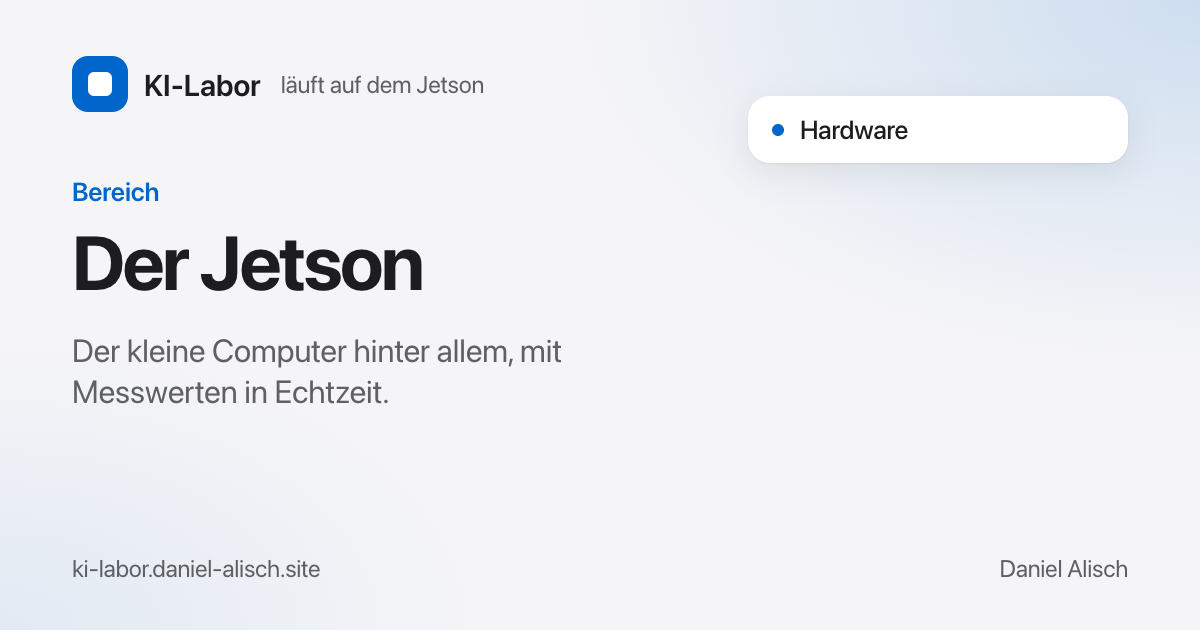 KI-Labor läuft auf dem Jetson
Hardware
Bereich
Der Jetson
Der kleine Computer hinter allem, mit
Messwerten in Echtzeit.
ki-labor.daniel-alisch.site
Daniel Alisch